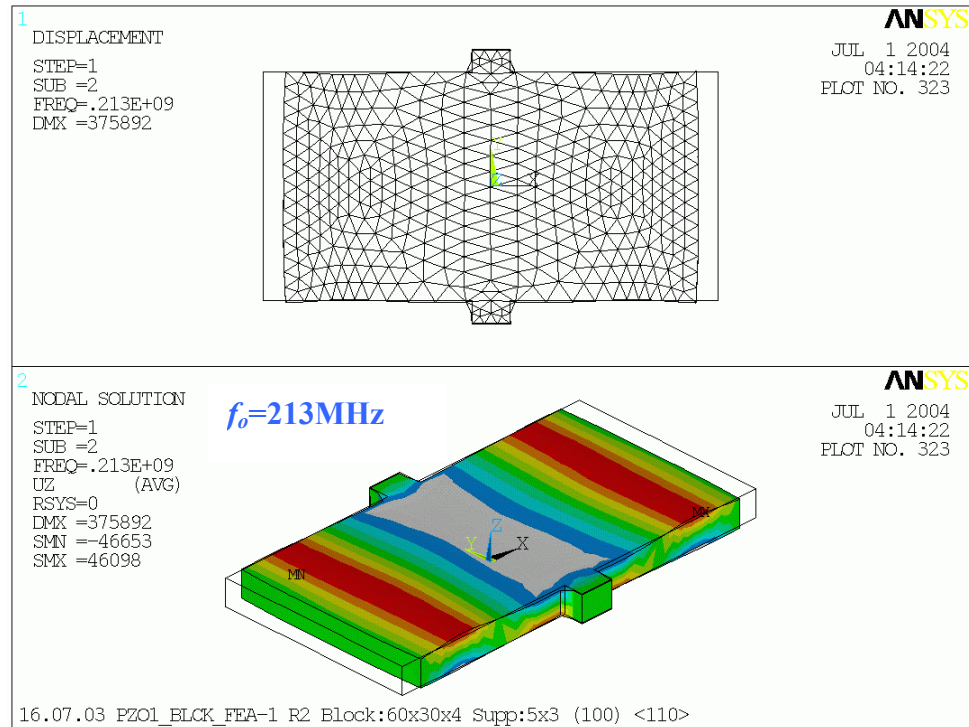 1
ANSYS
DISPLACEMENT
STEP=1
SUB =2
FREQ=.213E+09
DMX =375892
JUL 1 2004
04:14:22
PLOT NO. 323
Z
2
ANSYS
NODAL SOLUTION
STEP=1
SUB =2
FREQ=.213E+09
UZ (AVG)
RSYS=0
DMX =375892
SMN =-46653
SMX =46098
fo=213MHz
JUL 1 2004
04:14:22
PLOT NO. 323
MX
Z
Y X
MN
16.07.03 PZO1_BLCK_FEA-1 R2 Block:60x30x4 Supp:5x3 (100) <110>